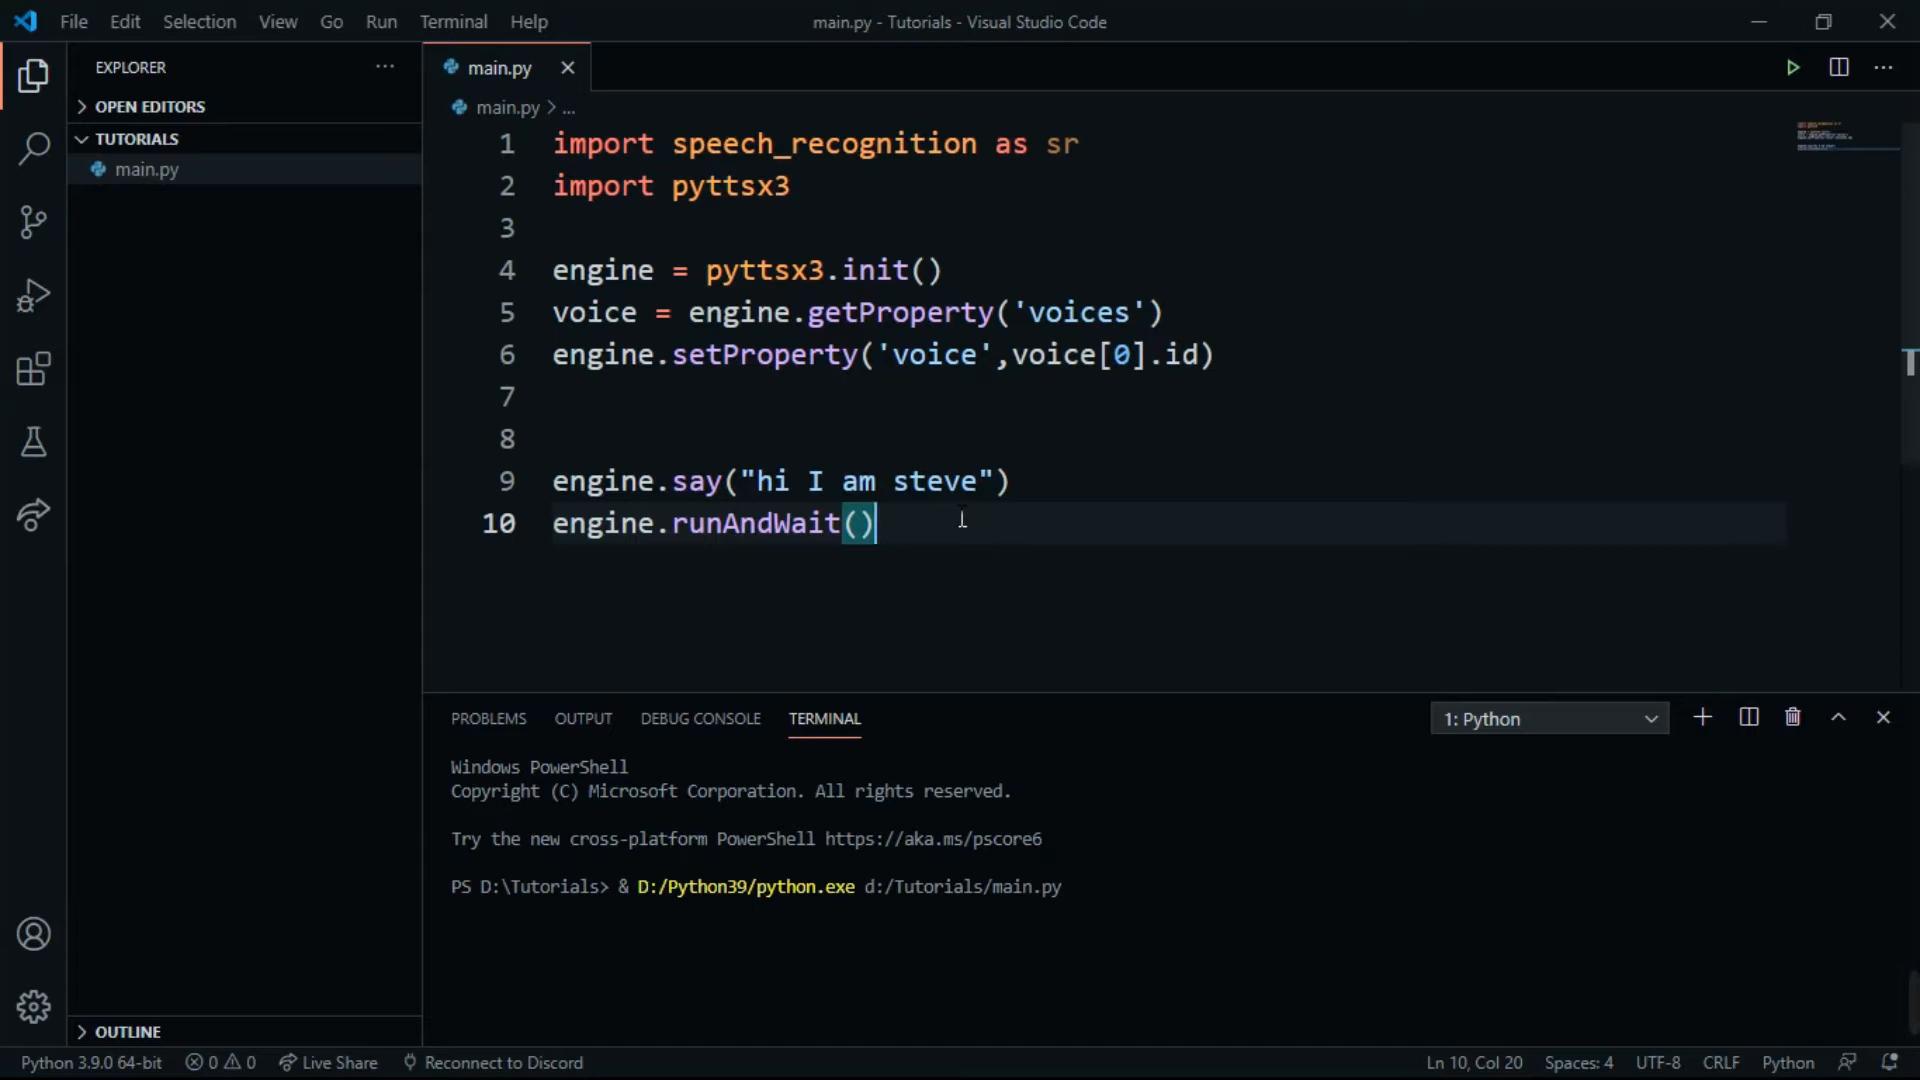 File Edit Selection View Go Run Terminal Help
main.py - Tutorials - Visual Studio Code
EXPLORER
OPEN EDITORS
TUTORIALS
main.py
OUTLINE
main.py
main.py > ...
1 import speech_recognition as sr
2 import pyttsx3
3
4 engine = pyttsx3.init()
5 voice = engine.getProperty('voices')
6 engine.setProperty('voice',voice[0].id)
7
8
9 engine.say("hi I am steve")
10 engine.runAndWait()
PROBLEMS OUTPUT DEBUG CONSOLE TERMINAL
1: Python
Windows PowerShell
Copyright (C) Microsoft Corporation. All rights reserved.
Try the new cross-platform PowerShell https://aka.ms/pscore6
PS D:\Tutorials> & D:/Python39/python.exe d:/Tutorials/main.py
Python 3.9.0 64-bit 0 0 Live Share Reconnect to Discord
Ln 10, Col 20 Spaces: 4 UTF-8 CRLF Python